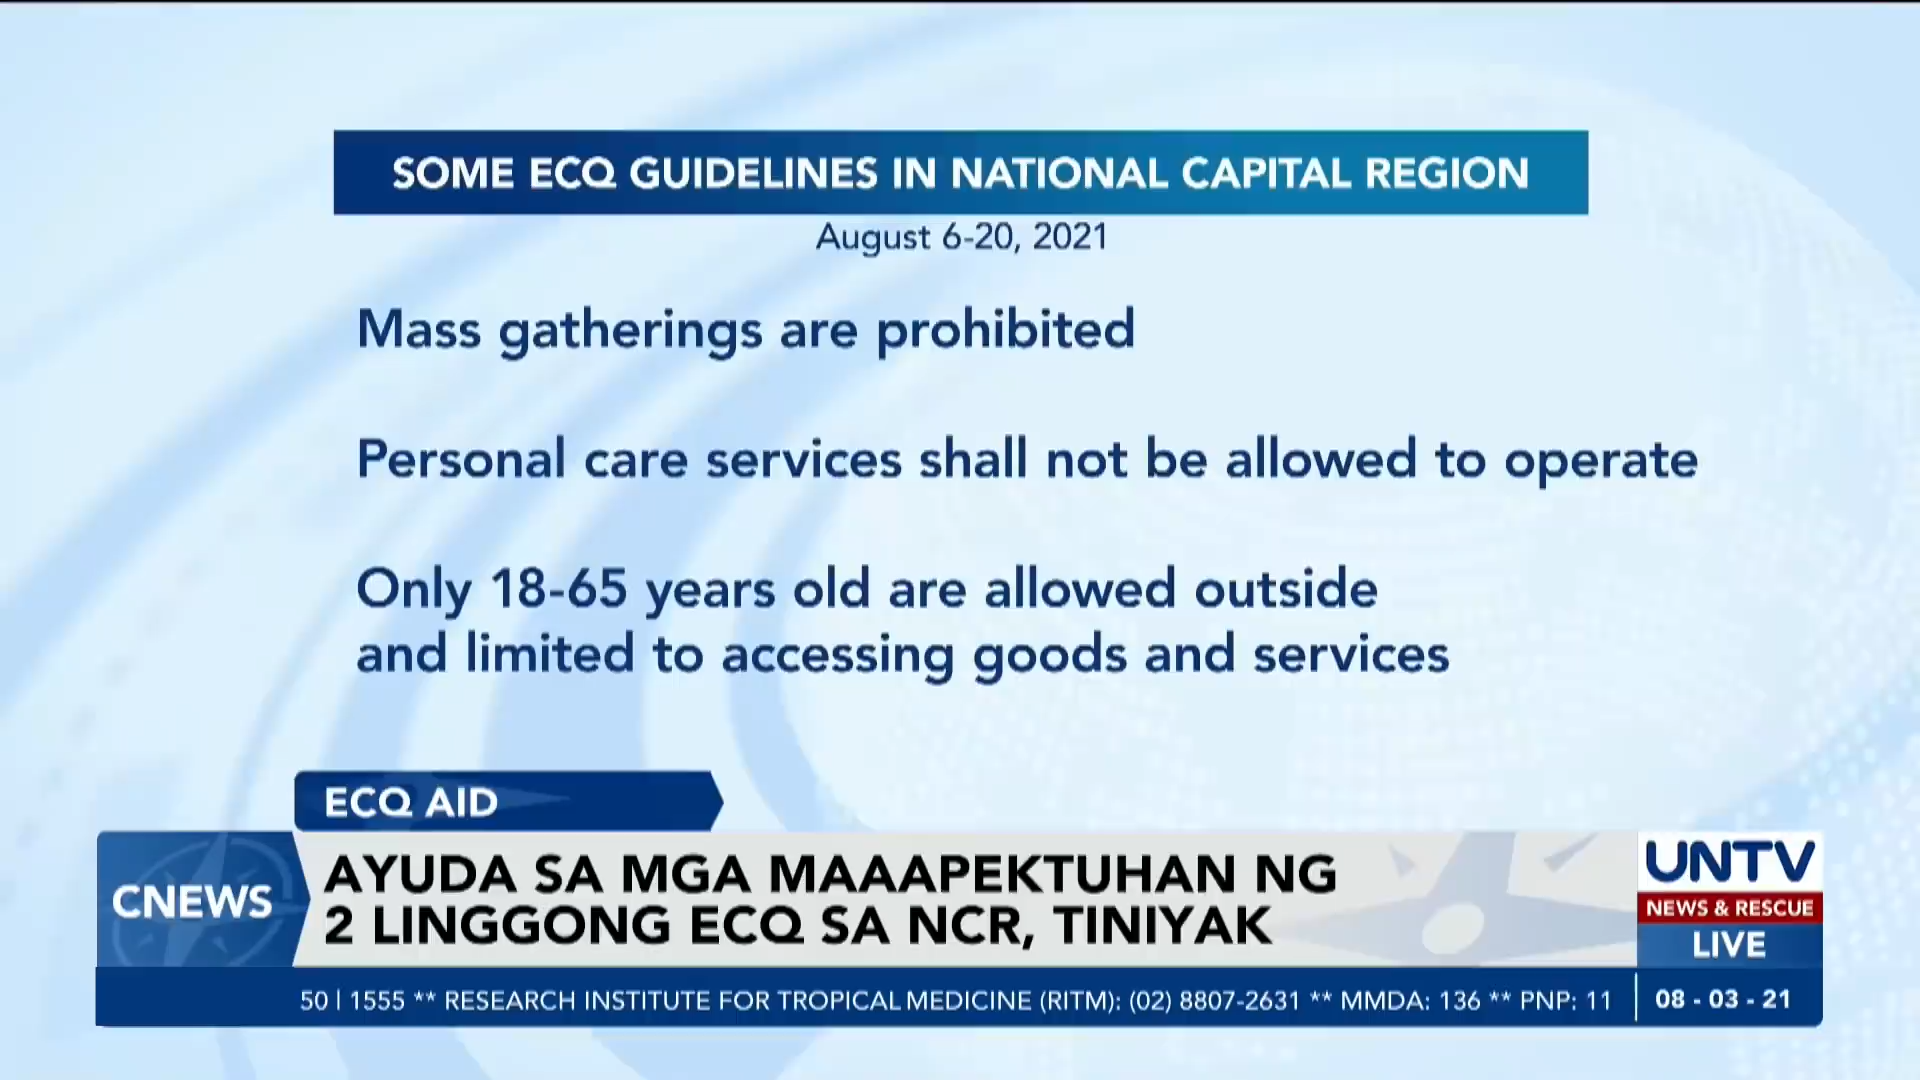 SOME ECQ GUIDELINES IN NATIONAL CAPITAL REGION
August 6-20, 2021
Mass gatherings are prohibited
Personal care services shall not be allowed to operate
Only 18-65 years old are allowed outside
and limited to accessing goods and services
ECQ AID
CNEWS
AYUDA SA MGA MAAAPEKTUHAN NG
2 LINGGONG ECQ SA NCR, TINIYAK
UNTV
NEWS & RESCUE
LIVE
50 | 1555 ** RESEARCH INSTITUTE FOR TROPICAL MEDICINE (RITM): (02) 8807-2631 ** MMDA: 136 ** PNP: 11
08 - 03 - 21